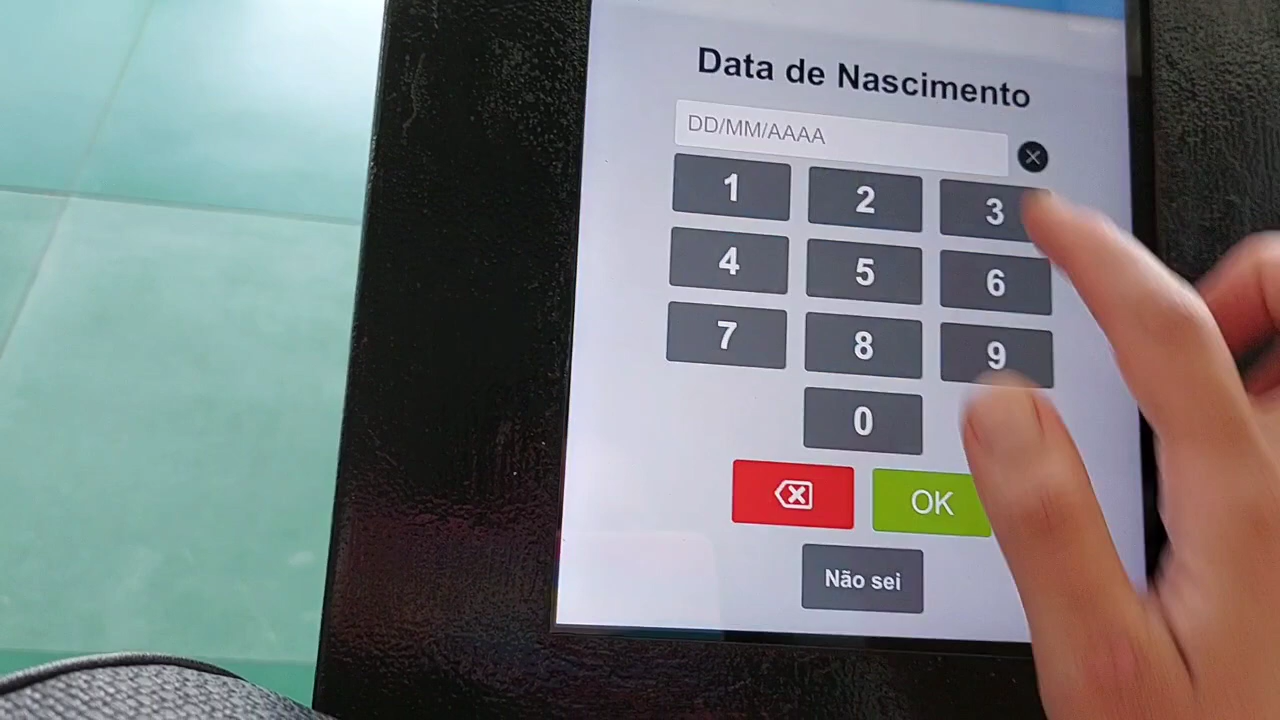 Data de Nascimento
DD/MM/AAAA
1 2 3
4 5 6
7 8 9
0
OK
Não sei